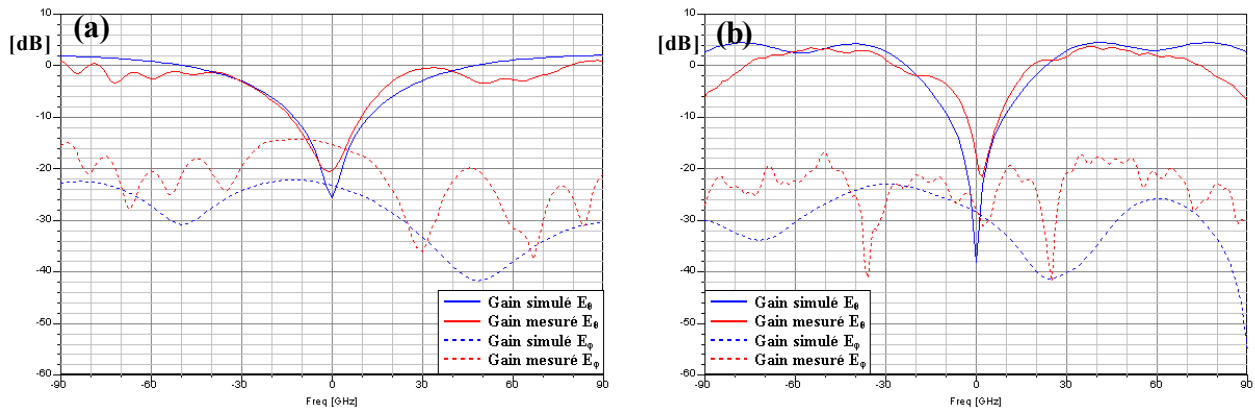 (a)
[dB]
10
0
-10
-20
-30
-40
-50
-60
-90
-60
-30
0
30
60
90
Freq [GHz]
Gain simulé Eθ
Gain mesuré Eθ
Gain simulé Eφ
Gain mesuré Eφ
(b)
[dB]
10
0
-10
-20
-30
-40
-50
-60
-90
-60
-30
0
30
60
90
Freq [GHz]
Gain simulé Eθ
Gain mesuré Eθ
Gain simulé Eφ
Gain mesuré Eφ